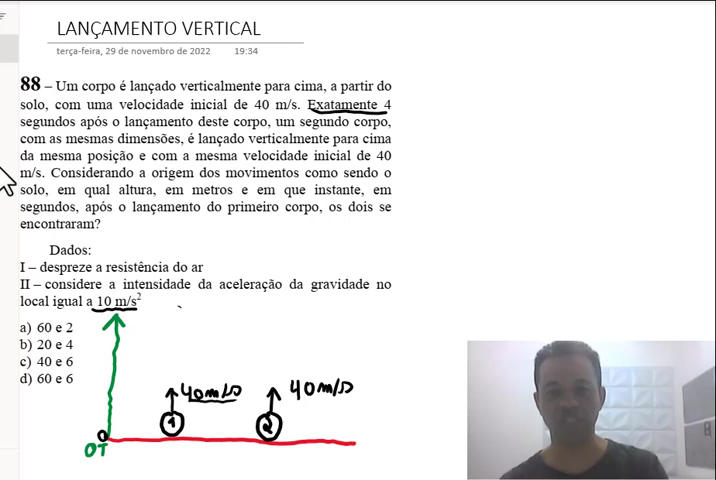 LANÇAMENTO VERTICAL
terça-feira, 29 de novembro de 2022 19:34
88 – Um corpo é lançado verticalmente para cima, a partir do
solo, com uma velocidade inicial de 40 m/s. Exatamente 4
segundos após o lançamento deste corpo, um segundo corpo,
com as mesmas dimensões, é lançado verticalmente para cima
da mesma posição e com a mesma velocidade inicial de 40
m/s. Considerando a origem dos movimentos como sendo o
solo, em qual altura, em metros e em que instante, em
segundos, após o lançamento do primeiro corpo, os dois se
encontraram?
Dados:
I – despreze a resistência do ar
II – considere a intensidade da aceleração da gravidade no
local igual a 10 m/s²
a) 60 e 2
b) 20 e 4
c) 40 e 6
d) 60 e 6
40m/s
40m/s
1
2
OT